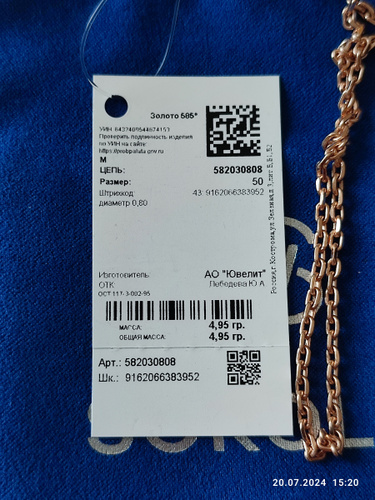 Золото 585*
Проверить подлинность изделия
по УИН на сайте:
М
ЦЕПЬ: 582030808
Размер: 50
Штрихкод: 43 9162066383952
диаметр 0,80
Изготовитель АО "Ювелит"
ОТК Лебедева Ю А
ОСТ 117-3-002-95
МАССА: 4,95 гр.
ОБЩАЯ МАССА: 4,95 гр.
Арт.: 582030808
Шк.: 9162066383952
20.07.2024 15:20